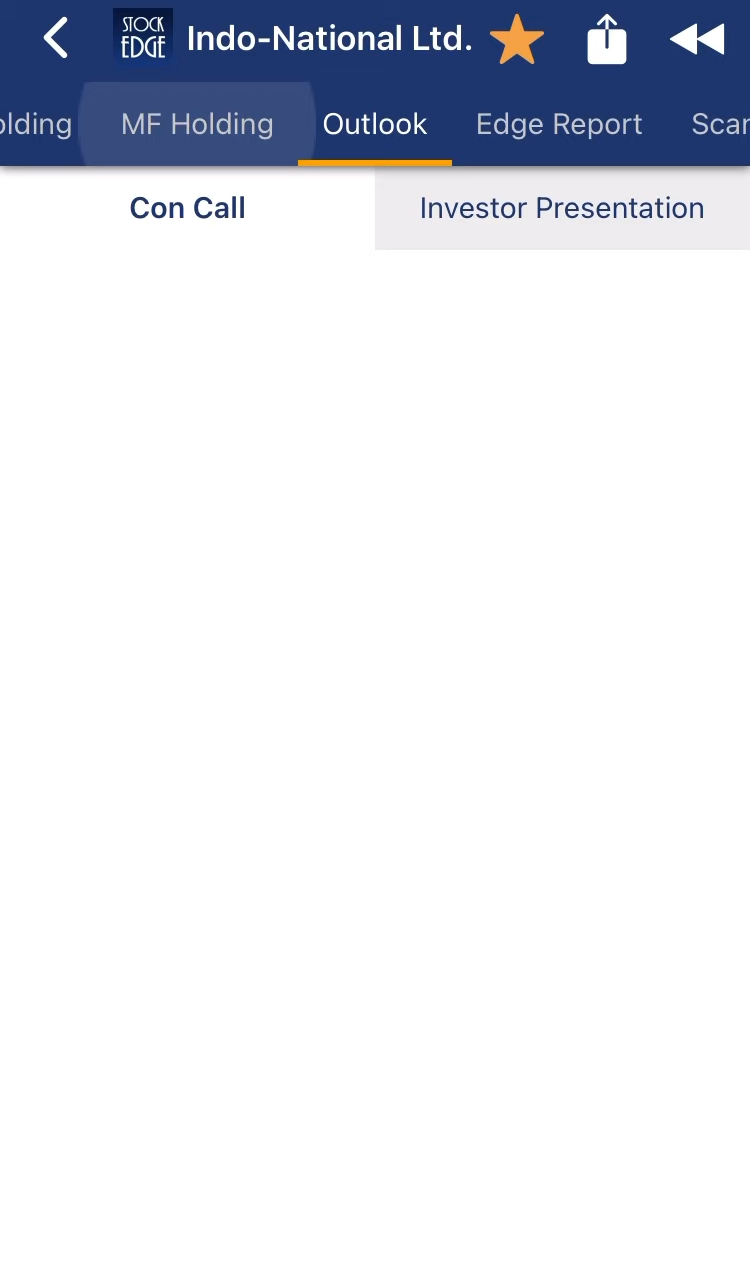 STOCK
EDGE
Indo-National Ltd.
olding MF Holding Outlook Edge Report Scan
Con Call Investor Presentation